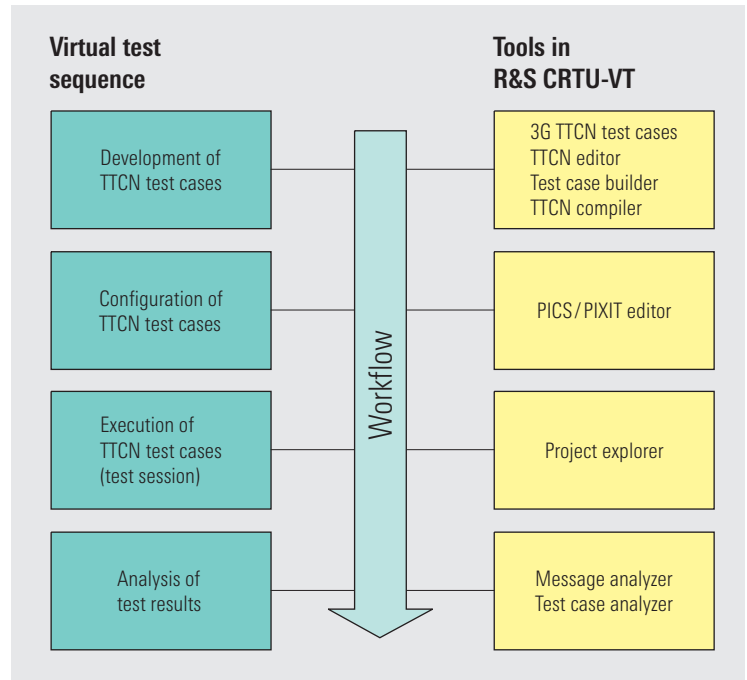 Virtual test
sequence
Tools in
R&S CRTU-VT
Development of
TTCN test cases
3G TTCN test cases
TTCN editor
Test case builder
TTCN compiler
Configuration of
TTCN test cases
PICS/PIXIT editor
Workflow
Execution of
TTCN test cases
(test session)
Project explorer
Analysis of
test results
Message analyzer
Test case analyzer